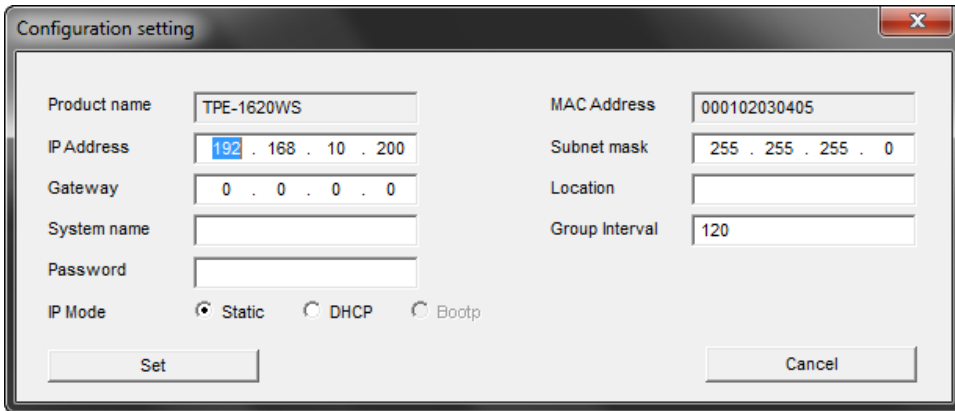 Configuration setting
Product name TPE-1620WS MAC Address 000102030405
IP Address 192 . 168 . 10 . 200 Subnet mask 255 . 255 . 255 . 0
Gateway 0 . 0 . 0 . 0 Location
System name Group Interval 120
Password
IP Mode Static DHCP Bootp
Set Cancel